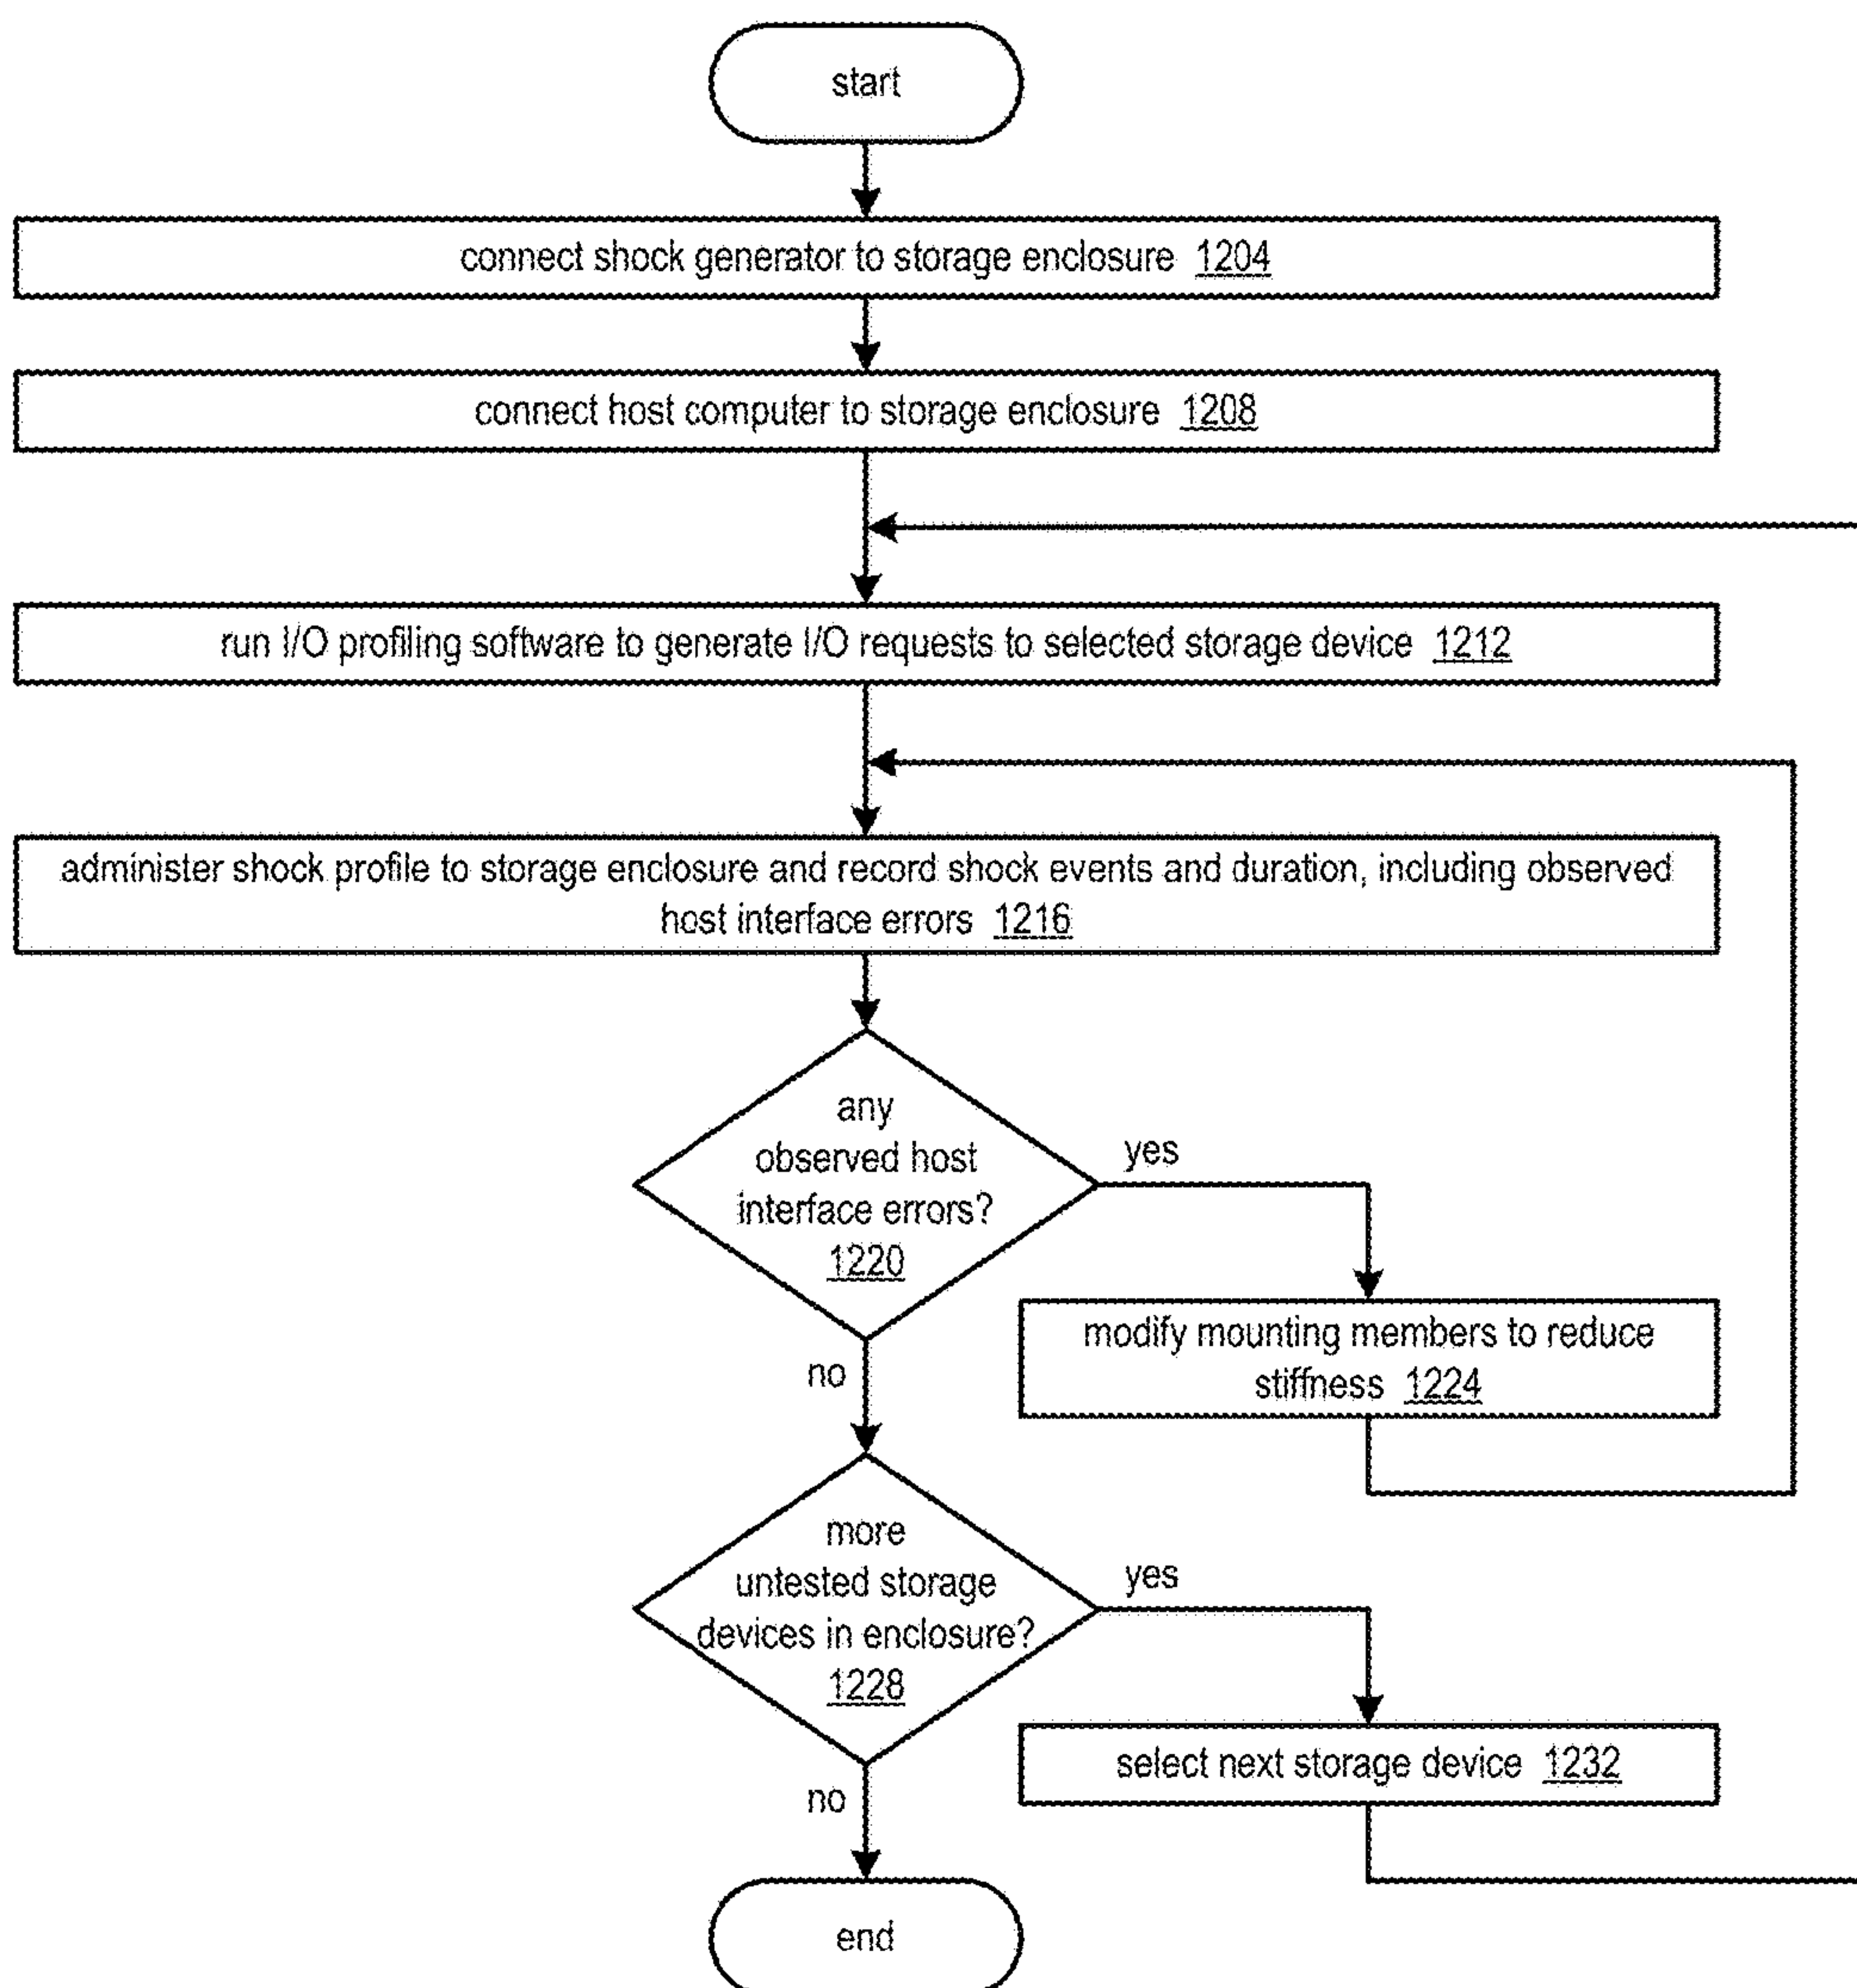 start
connect shock generator to storage enclosure 1204
connect host computer to storage enclosure 1208
run I/O profiling software to generate I/O requests to selected storage device 1212
administer shock profile to storage enclosure and record shock events and duration, including observed
host interface errors 1216
any
observed host
interface errors?
1220
yes
modify mounting members to reduce
stiffness 1224
no
more
untested storage
devices in enclosure?
1228
yes
select next storage device 1232
no
end